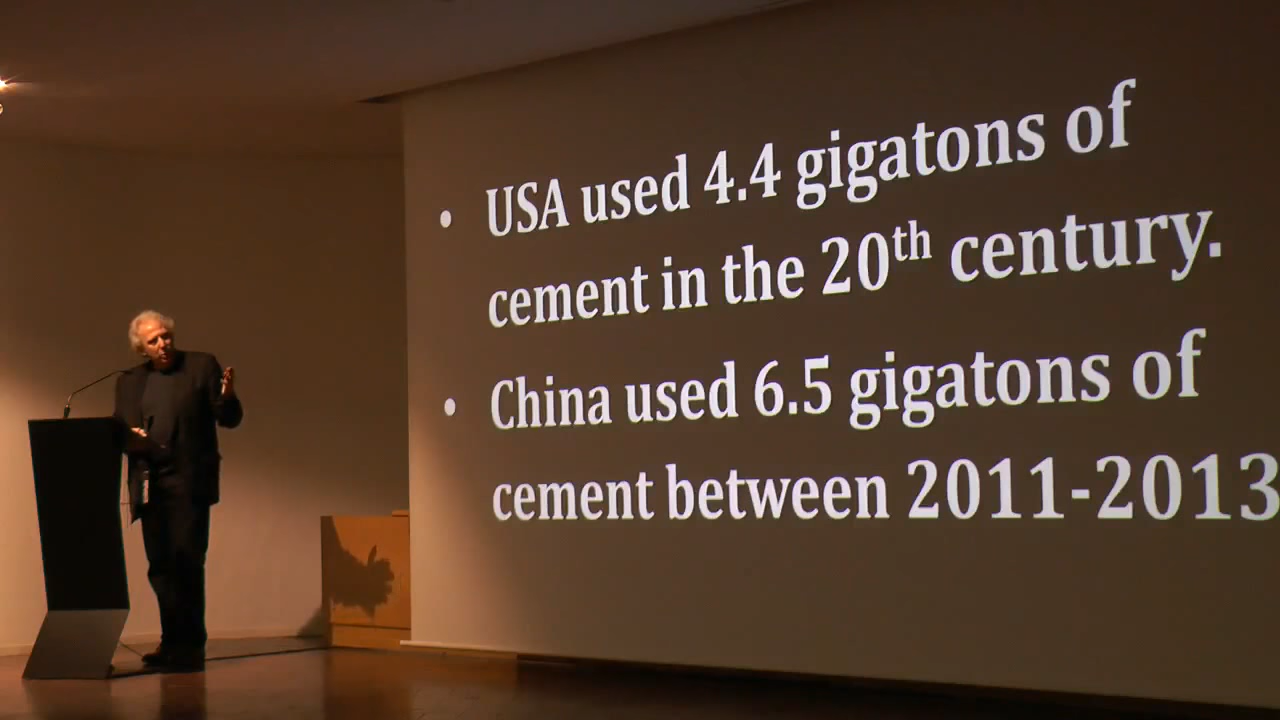 • USA used 4.4 gigatons of
cement in the 20th century.
• China used 6.5 gigatons of
cement between 2011-2013